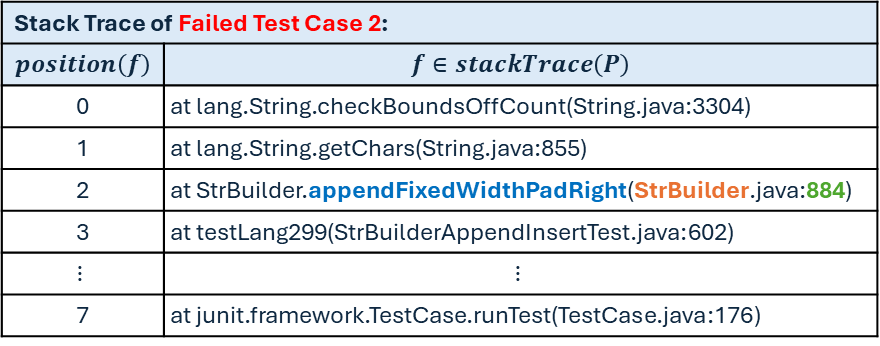 Stack Trace of Failed Test Case 2:
position(f) f ∈ stackTrace(P)
0 at lang.String.checkBoundsOffCount(String.java:3304)
1 at lang.String.getChars(String.java:855)
2 at StrBuilder.appendFixedWidthPadRight(StrBuilder.java:884)
3 at testLang299(StrBuilderAppendInsertTest.java:602)
⋮ ⋮
7 at junit.framework.TestCase.runTest(TestCase.java:176)